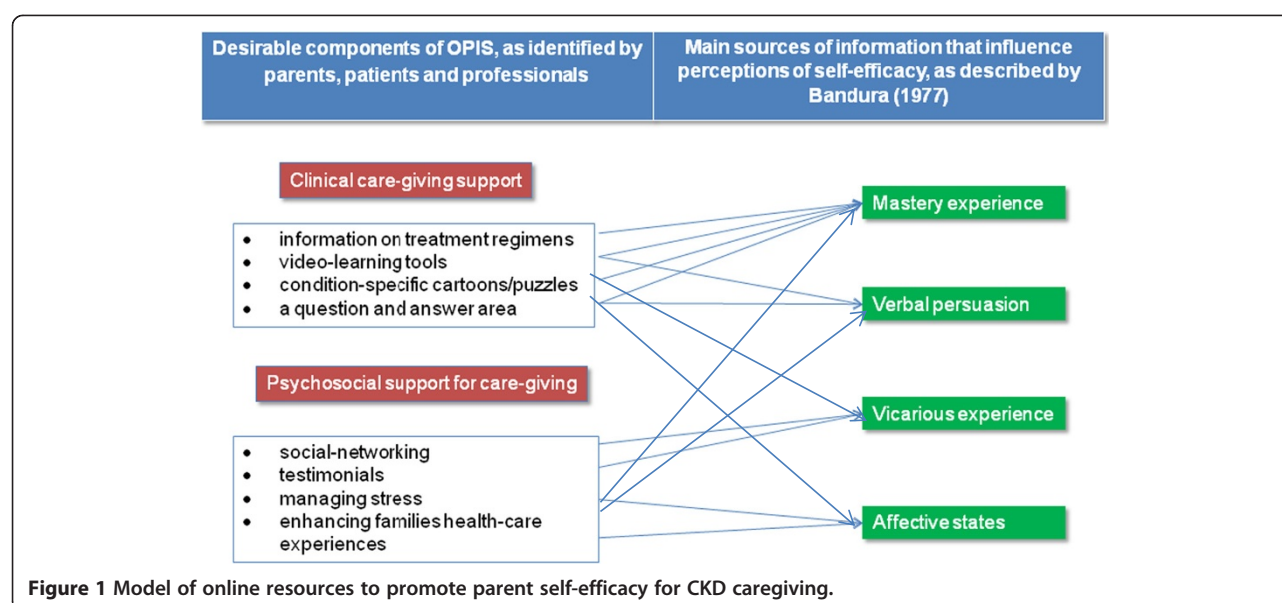 Desirable components of OPIS, as identified by
parents, patients and professionals
Main sources of information that influence
perceptions of self-efficacy, as described by
Bandura (1977)
Clinical care-giving support
• information on treatment regimens
• video-learning tools
• condition-specific cartoons/puzzles
• a question and answer area
Psychosocial support for care-giving
• social-networking
• testimonials
• managing stress
• enhancing families health-care
experiences
Mastery experience
Verbal persuasion
Vicarious experience
Affective states
Figure 1 Model of online resources to promote parent self-efficacy for CKD caregiving.